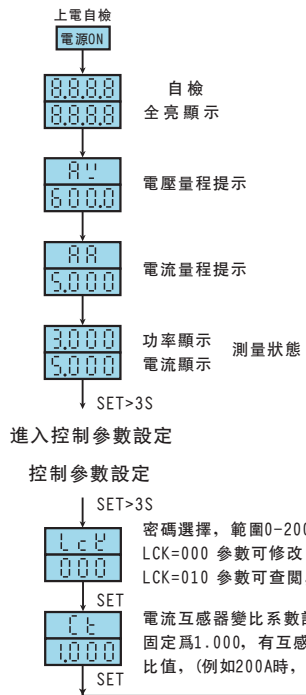 上電自檢
電源ON
8.8.8.8
自檢
8.8.8.8
全亮顯示
電壓量程提示
600.0
AA
電流量程提示
5.000
3.000
功率顯示
測量狀態
5.000
電流顯示
SET>3S
進入控制參數設定
控制參數設定
SET>3S
LcY
密碼選擇, 範圍0-200
000
LCK=000 參數可修改
LCK=010 參數可查閱
SET
Ct
電流互感器變比系數
1.000
固定爲1.000, 有互感
比值, (例如200A時,
SET